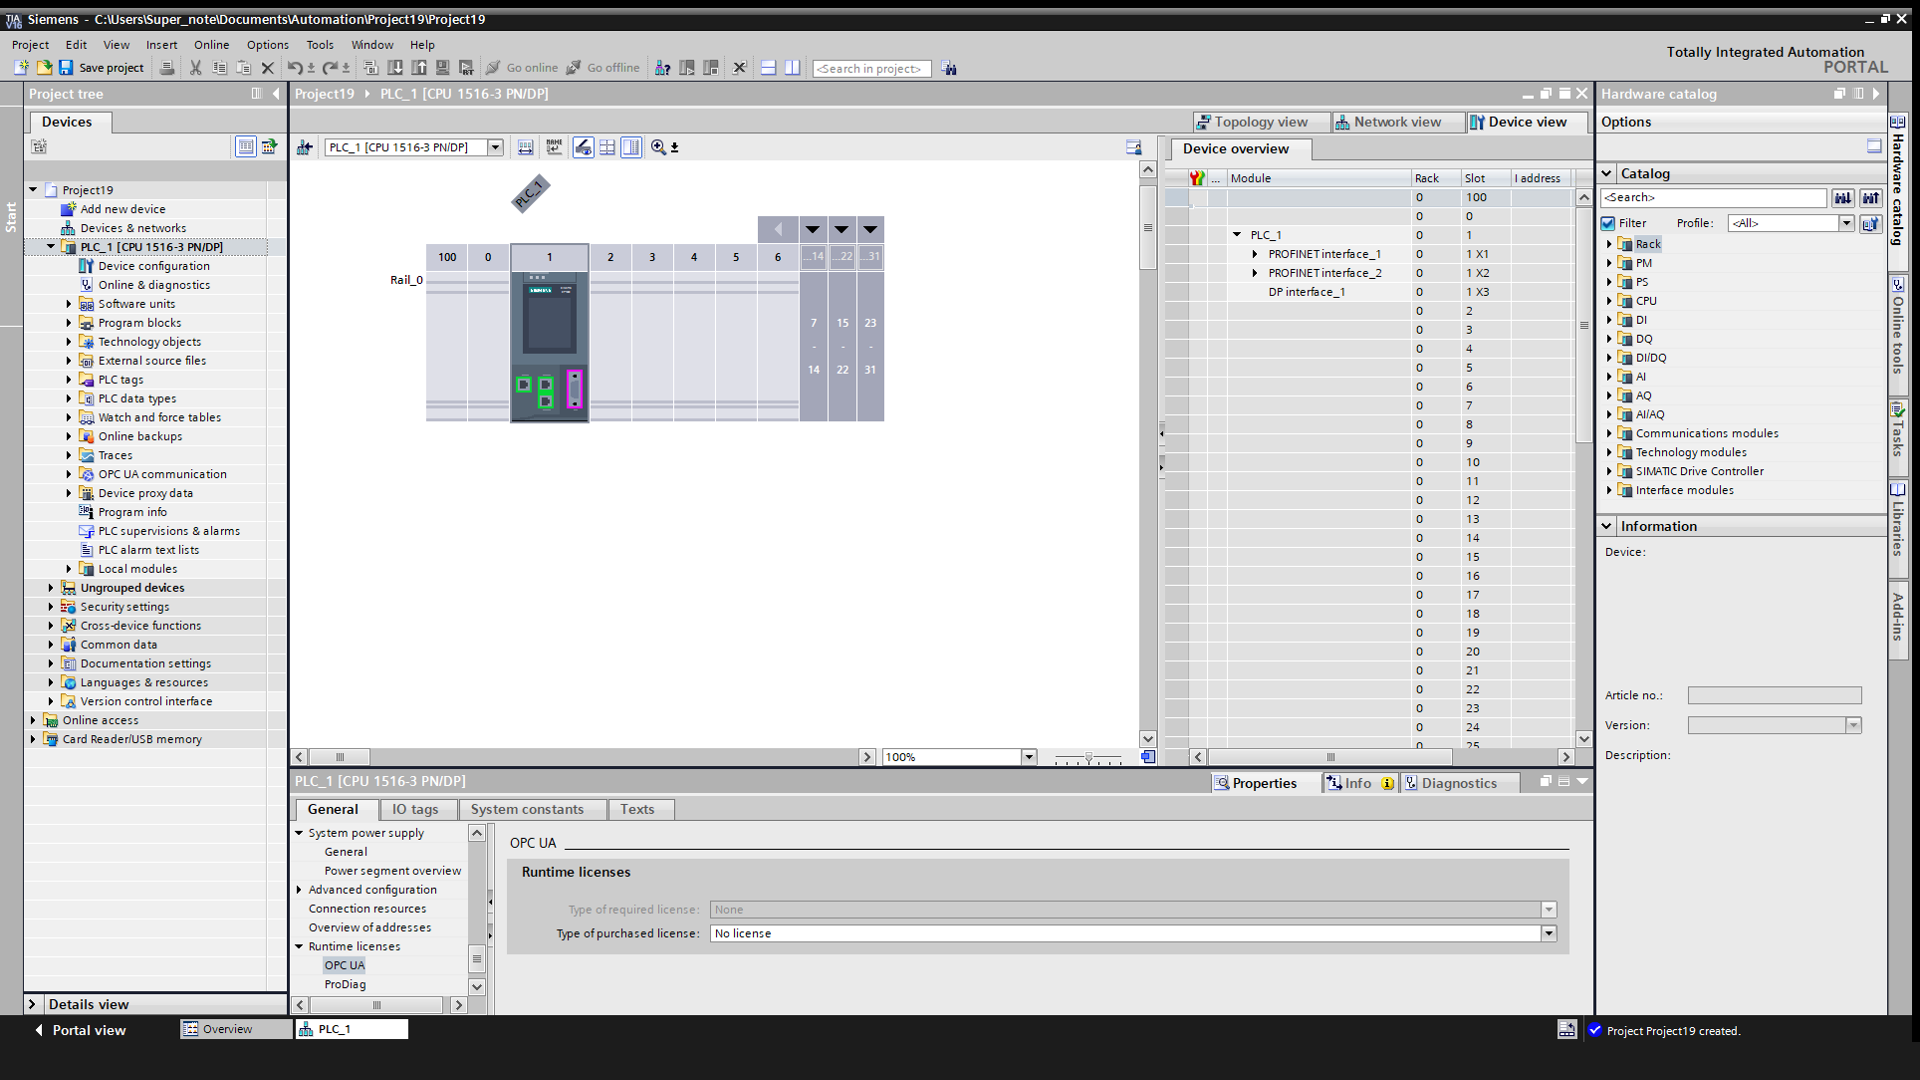 Siemens  -  C:\Users\Super_note\Documents\Automation\Project19\Project19
Project Edit View Insert Online Options Tools Window Help
Totally Integrated Automation
PORTAL
Save project
Go online
Go offline
<Search in project>
Project tree
Project19 PLC_1 [CPU 1516-3 PN/DP]
Hardware catalog
Devices
Topology view
Network view
Device view
Options
PLC_1 [CPU 1516-3 PN/DP]
Device overview
Start
Project19
Add new device
Devices & networks
PLC_1 [CPU 1516-3 PN/DP]
Device configuration
Online & diagnostics
Software units
Program blocks
Technology objects
External source files
PLC tags
PLC data types
Watch and force tables
Online backups
Traces
OPC UA communication
Device proxy data
Program info
PLC supervisions & alarms
PLC alarm text lists
Local modules
Ungrouped devices
Security settings
Cross-device functions
Common data
Documentation settings
Languages & resources
Version control interface
Online access
Card Reader/USB memory
Details view
PLC_1
100 0 1 2 3 4 5 6 ...14 ...22 ...31
Rail_0
SIEMENS
7 15 23
- - -
14 22 31
100%
... Module Rack Slot I address
0 100
0 0
PLC_1 0 1
PROFINET interface_1 0 1 X1
PROFINET interface_2 0 1 X2
DP interface_1 0 1 X3
0 2
0 3
0 4
0 5
0 6
0 7
0 8
0 9
0 10
0 11
0 12
0 13
0 14
0 15
0 16
0 17
0 18
0 19
0 20
0 21
0 22
0 23
0 24
0 25
Catalog
<Search>
Filter Profile: <All>
Rack
PM
PS
CPU
DI
DQ
DI/DQ
AI
AQ
AI/AQ
Communications modules
Technology modules
SIMATIC Drive Controller
Interface modules
Information
Device:
Article no.:
Version:
Description:
Hardware catalog
Online tools
Tasks
Libraries
Add-ins
PLC_1 [CPU 1516-3 PN/DP]
Properties
Info
Diagnostics
General
IO tags
System constants
Texts
System power supply
General
Power segment overview
Advanced configuration
Connection resources
Overview of addresses
Runtime licenses
OPC UA
ProDiag
OPC UA
Runtime licenses
Type of required license: None
Type of purchased license: No license
Portal view
Overview
PLC_1
Project Project19 created.